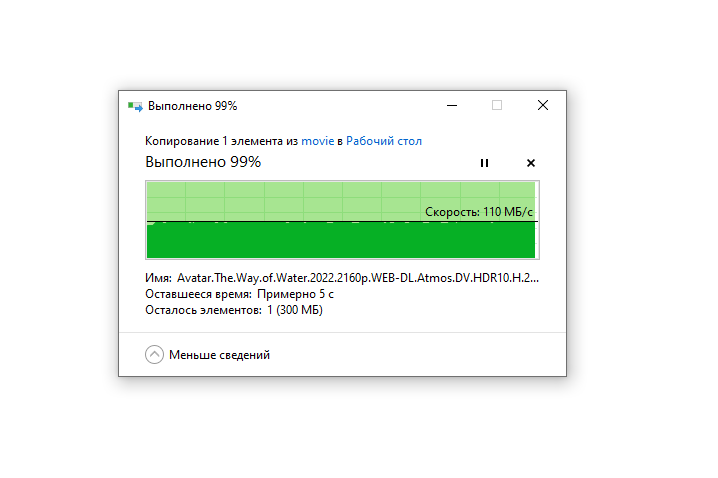 Выполнено 99%
Копирование 1 элемента из movie в Рабочий стол
Выполнено 99%
Скорость: 110 МБ/с
Имя: Avatar.The.Way.of.Water.2022.2160p.WEB-DL.Atmos.DV.HDR10.H.2...
Оставшееся время: Примерно 5 с
Осталось элементов: 1 (300 МБ)
Меньше сведений